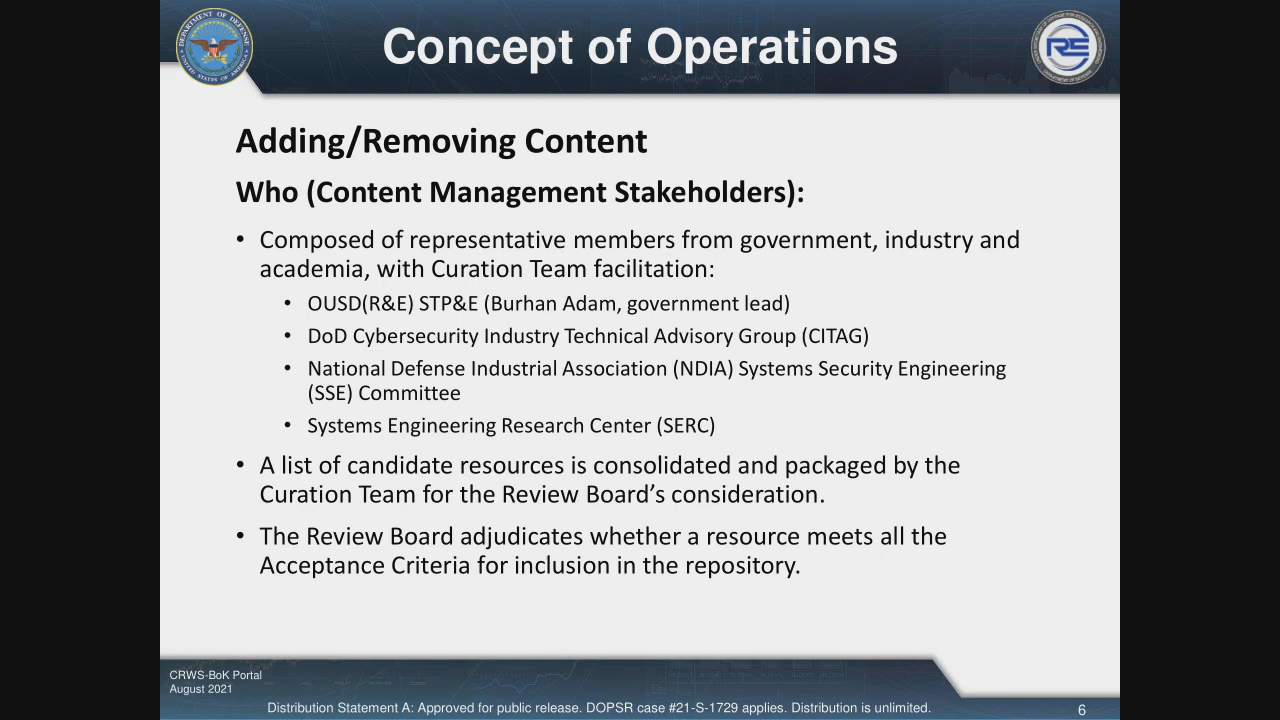 Concept of Operations
Adding/Removing Content
Who (Content Management Stakeholders):
• Composed of representative members from government, industry and
academia, with Curation Team facilitation:
• OUSD(R&E) STP&E (Burhan Adam, government lead)
• DoD Cybersecurity Industry Technical Advisory Group (CITAG)
• National Defense Industrial Association (NDIA) Systems Security Engineering
(SSE) Committee
• Systems Engineering Research Center (SERC)
• A list of candidate resources is consolidated and packaged by the
Curation Team for the Review Board’s consideration.
• The Review Board adjudicates whether a resource meets all the
Acceptance Criteria for inclusion in the repository.
CRWS-BoK Portal
August 2021
Distribution Statement A: Approved for public release. DOPSR case #21-S-1729 applies. Distribution is unlimited.
6